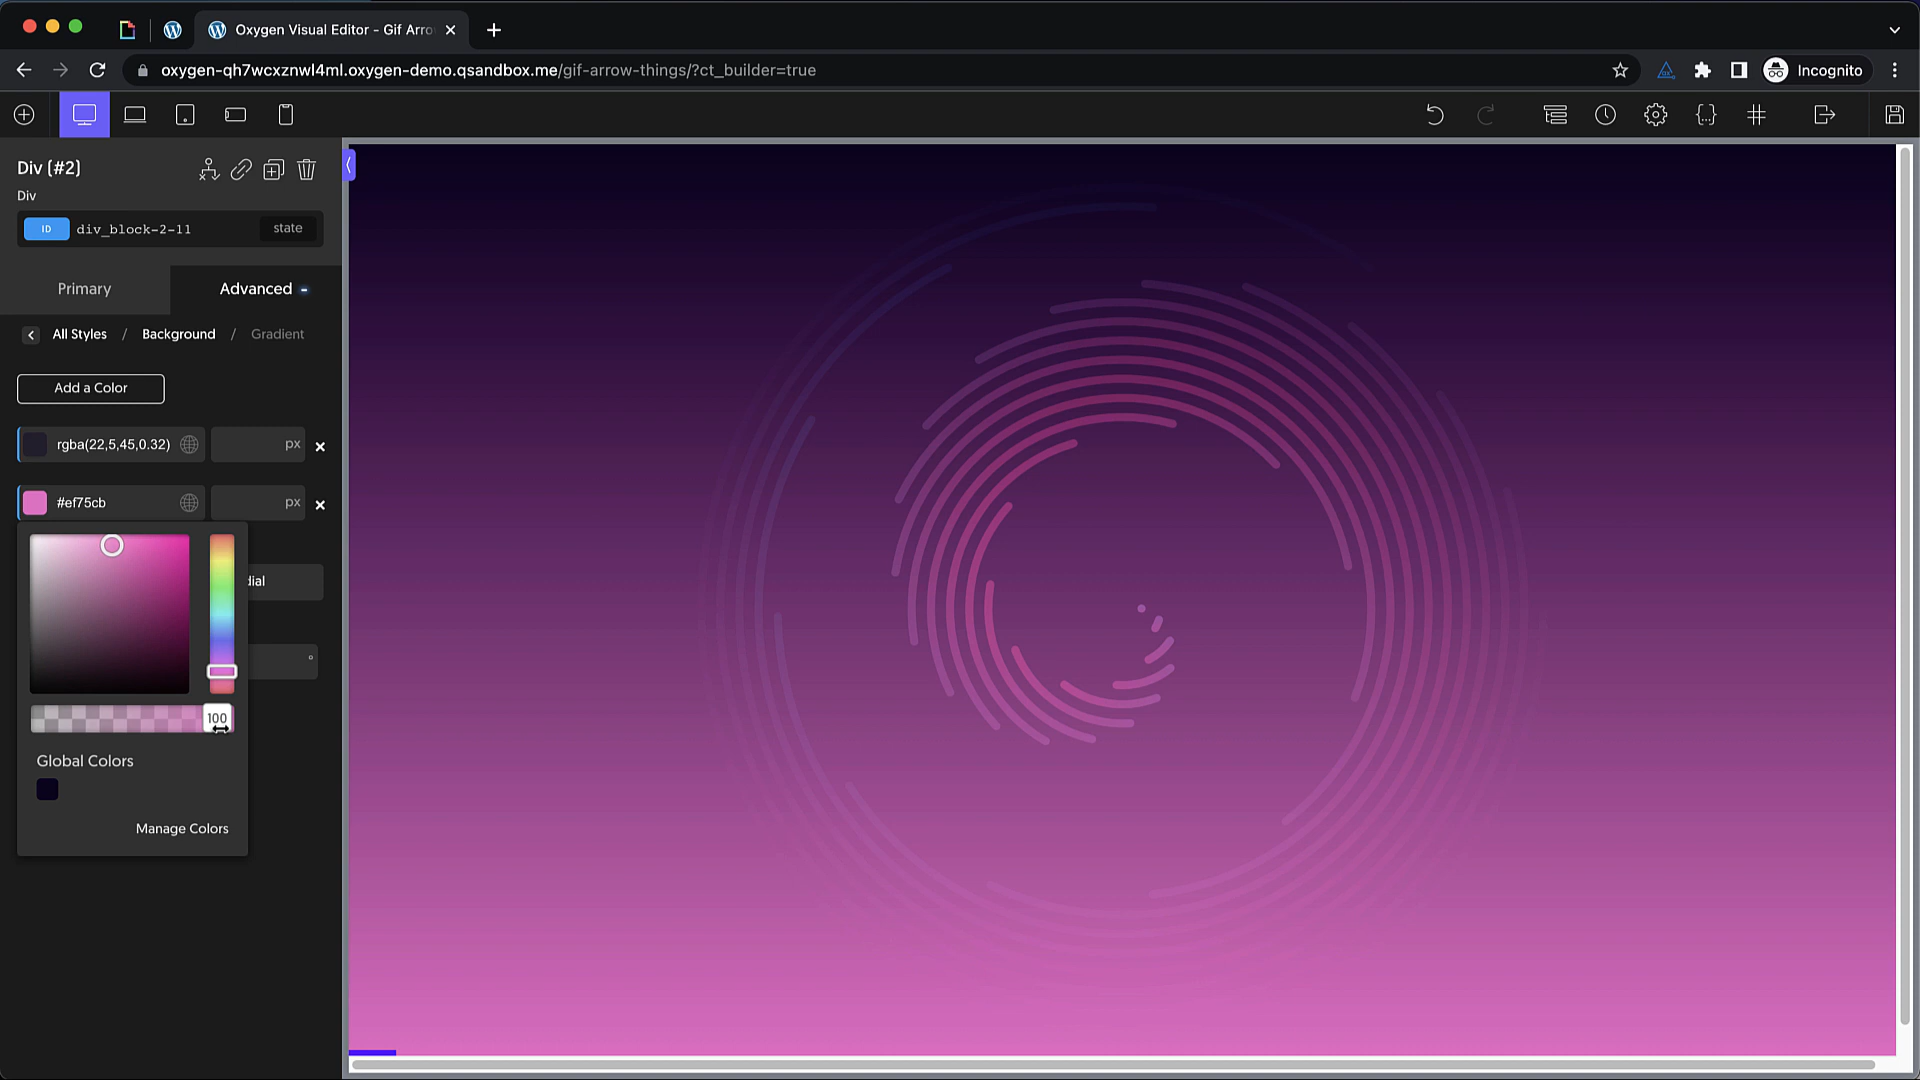 Oxygen Visual Editor - Gif Arro
oxygen-qh7wcxznwl4ml.oxygen-demo.qsandbox.me/gif-arrow-things/?ct_builder=true
Incognito
Div (#2)
Div
ID div_block-2-11 state
Primary Advanced
All Styles / Background / Gradient
Add a Color
rgba(22,5,45,0.32) px
#ef75cb px
dial
°
100
Global Colors
Manage Colors